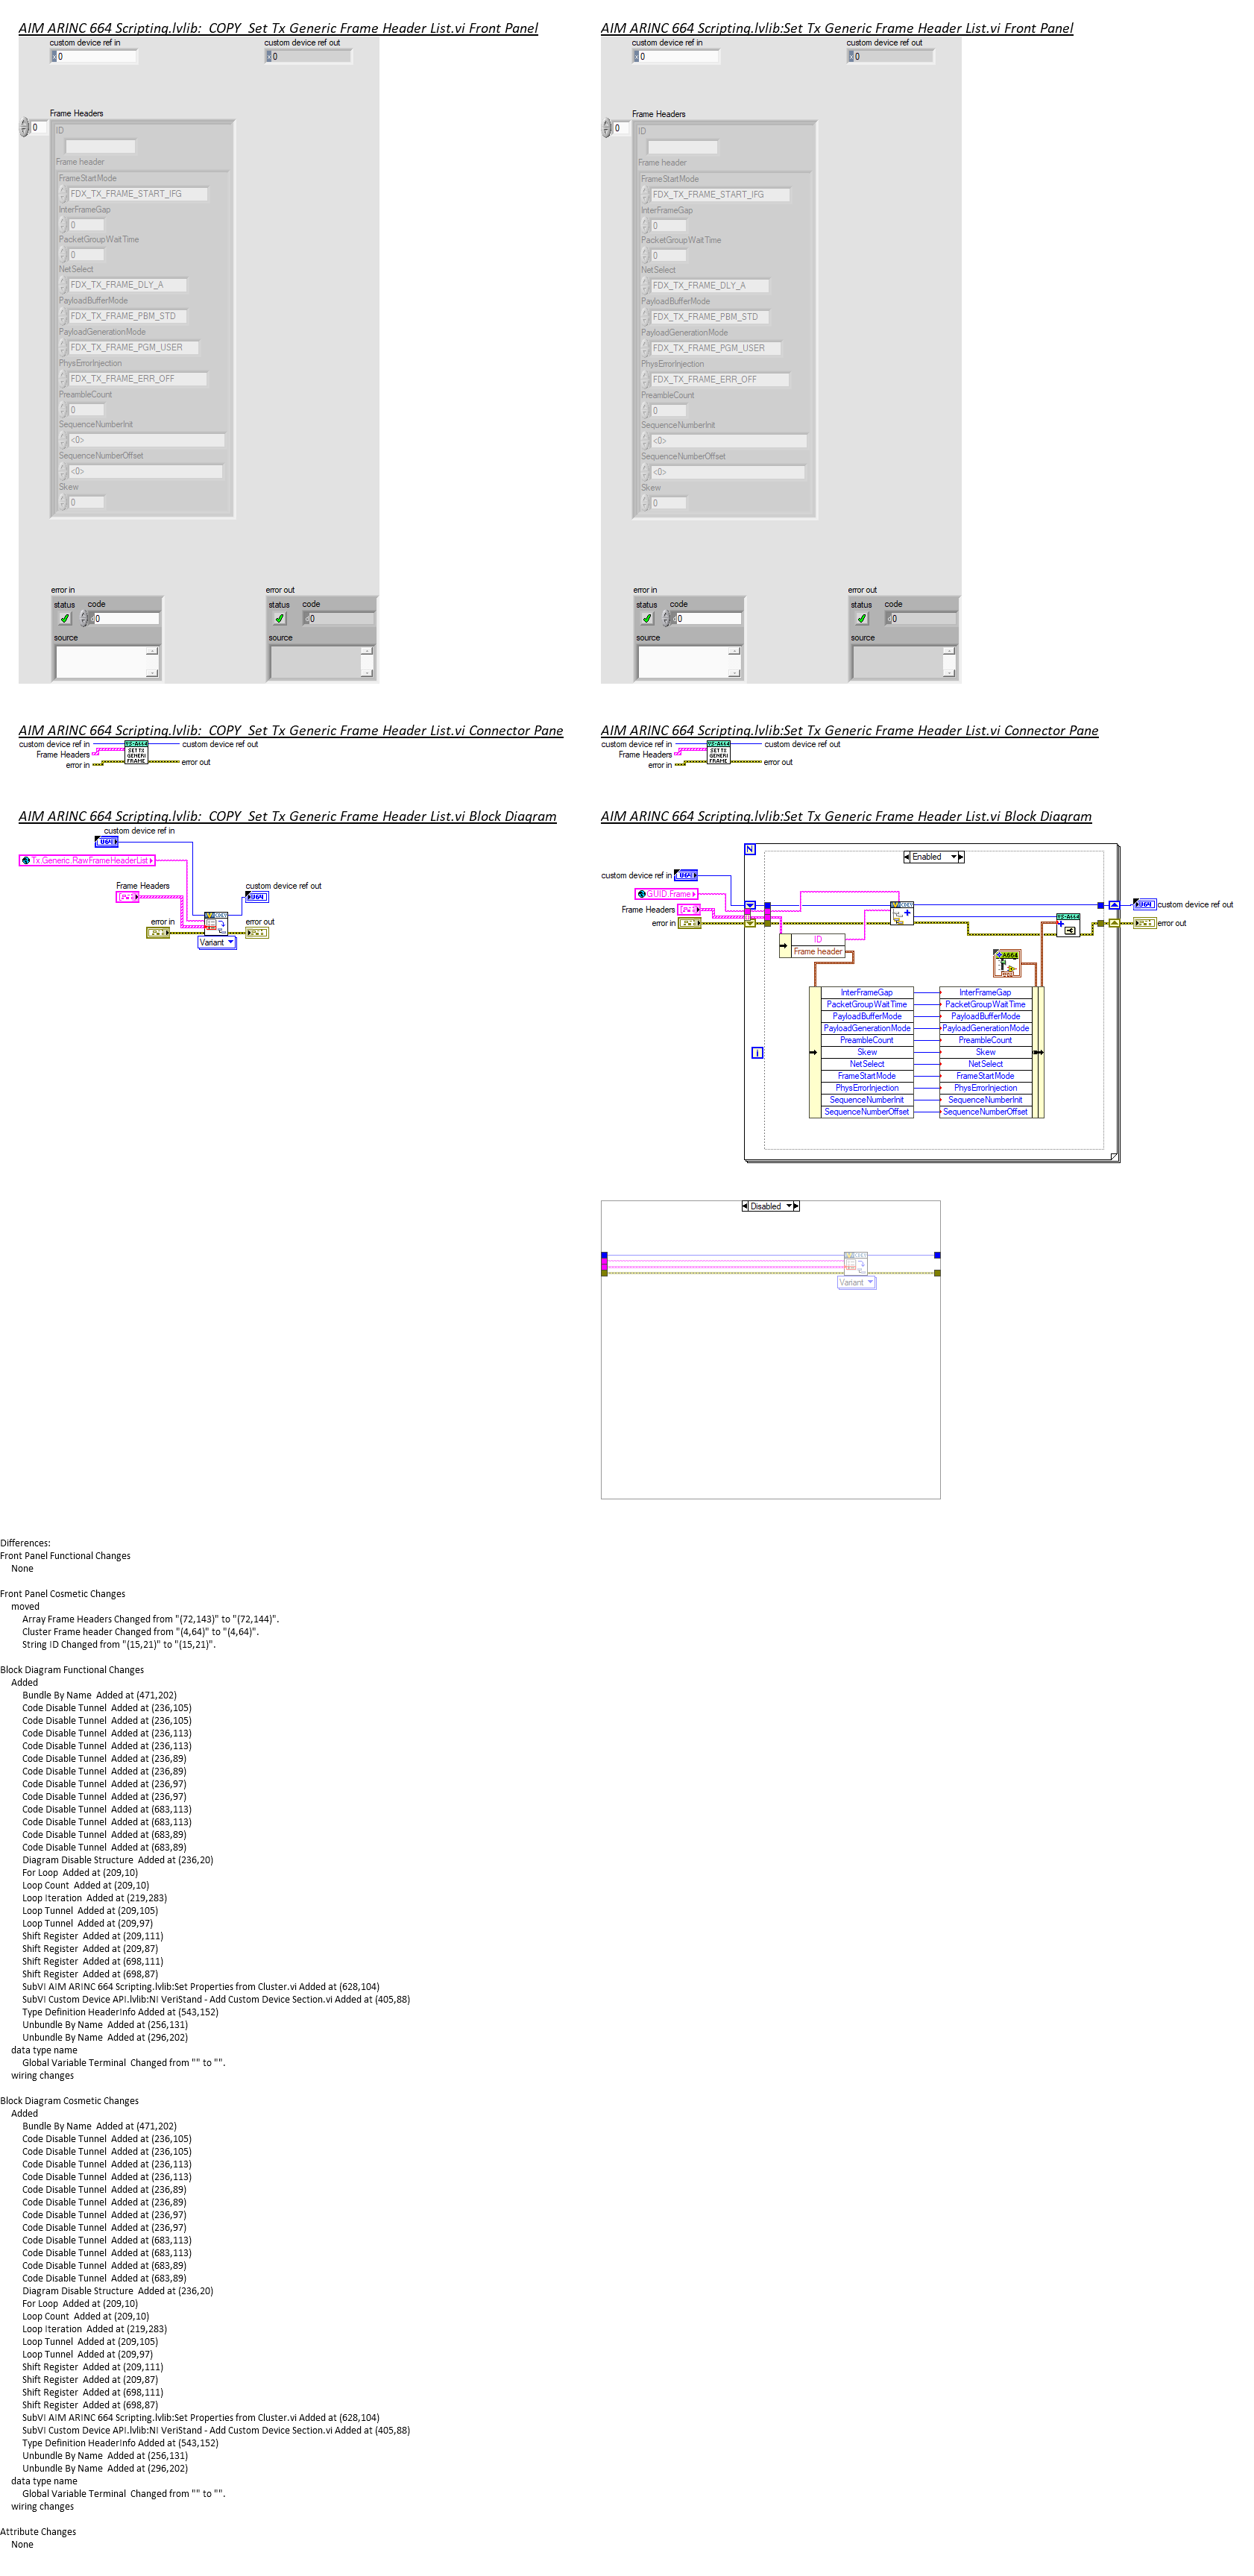 AIM ARINC 664 Scripting.lvlib:_COPY_Set Tx Generic Frame Header List.vi Front Panel
custom device ref in
0
custom device ref out
0
Frame Headers
0
ID
Frame header
FrameStartMode
FDX_TX_FRAME_START_IFG
InterFrameGap
0
PacketGroupWaitTime
0
NetSelect
FDX_TX_FRAME_DLY_A
PayloadBufferMode
FDX_TX_FRAME_PBM_STD
PayloadGenerationMode
FDX_TX_FRAME_PGM_USER
PhysErrorInjection
FDX_TX_FRAME_ERR_OFF
PreambleCount
0
SequenceNumberInit
<0>
SequenceNumberOffset
<0>
Skew
0
error in
status code
0
source
error out
status code
0
source
AIM ARINC 664 Scripting.lvlib:Set Tx Generic Frame Header List.vi Front Panel
custom device ref in
0
custom device ref out
0
Frame Headers
0
ID
Frame header
FrameStartMode
FDX_TX_FRAME_START_IFG
InterFrameGap
0
PacketGroupWaitTime
0
NetSelect
FDX_TX_FRAME_DLY_A
PayloadBufferMode
FDX_TX_FRAME_PBM_STD
PayloadGenerationMode
FDX_TX_FRAME_PGM_USER
PhysErrorInjection
FDX_TX_FRAME_ERR_OFF
PreambleCount
0
SequenceNumberInit
<0>
SequenceNumberOffset
<0>
Skew
0
error in
status code
0
source
error out
status code
0
source
AIM ARINC 664 Scripting.lvlib:_COPY_Set Tx Generic Frame Header List.vi Connector Pane
custom device ref in
Frame Headers
error in
VS-A664
SET TX
GENERI
FRAME
custom device ref out
error out
AIM ARINC 664 Scripting.lvlib:Set Tx Generic Frame Header List.vi Connector Pane
custom device ref in
Frame Headers
error in
VS-A664
SET TX
GENERI
FRAME
custom device ref out
error out
AIM ARINC 664 Scripting.lvlib:_COPY_Set Tx Generic Frame Header List.vi Block Diagram
custom device ref in
Tx.Generic.RawFrameHeaderList
Frame Headers
custom device ref out
error in
error out
Variant
AIM ARINC 664 Scripting.lvlib:Set Tx Generic Frame Header List.vi Block Diagram
N
Enabled
custom device ref in
GUID.Frame
Frame Headers
error in
custom device ref out
error out
VS-A664
ID
Frame header
A664
i
InterFrameGap InterFrameGap
PacketGroupWaitTime PacketGroupWaitTime
PayloadBufferMode PayloadBufferMode
PayloadGenerationMode PayloadGenerationMode
PreambleCount PreambleCount
Skew Skew
NetSelect NetSelect
FrameStartMode FrameStartMode
PhysErrorInjection PhysErrorInjection
SequenceNumberInit SequenceNumberInit
SequenceNumberOffset SequenceNumberOffset
Disabled
Variant
Differences:
Front Panel Functional Changes
None
Front Panel Cosmetic Changes
moved
Array Frame Headers Changed from "(72,143)" to "(72,144)".
Cluster Frame header Changed from "(4,64)" to "(4,64)".
String ID Changed from "(15,21)" to "(15,21)".
Block Diagram Functional Changes
Added
Bundle By Name  Added at (471,202)
Code Disable Tunnel  Added at (236,105)
Code Disable Tunnel  Added at (236,105)
Code Disable Tunnel  Added at (236,113)
Code Disable Tunnel  Added at (236,113)
Code Disable Tunnel  Added at (236,89)
Code Disable Tunnel  Added at (236,89)
Code Disable Tunnel  Added at (236,97)
Code Disable Tunnel  Added at (236,97)
Code Disable Tunnel  Added at (683,113)
Code Disable Tunnel  Added at (683,113)
Code Disable Tunnel  Added at (683,89)
Code Disable Tunnel  Added at (683,89)
Diagram Disable Structure  Added at (236,20)
For Loop  Added at (209,10)
Loop Count  Added at (209,10)
Loop Iteration  Added at (219,283)
Loop Tunnel  Added at (209,105)
Loop Tunnel  Added at (209,97)
Shift Register  Added at (209,111)
Shift Register  Added at (209,87)
Shift Register  Added at (698,111)
Shift Register  Added at (698,87)
SubVI AIM ARINC 664 Scripting.lvlib:Set Properties from Cluster.vi Added at (628,104)
SubVI Custom Device API.lvlib:NI VeriStand - Add Custom Device Section.vi Added at (405,88)
Type Definition HeaderInfo Added at (543,152)
Unbundle By Name  Added at (256,131)
Unbundle By Name  Added at (296,202)
data type name
Global Variable Terminal  Changed from "" to "".
wiring changes
Block Diagram Cosmetic Changes
Added
Bundle By Name  Added at (471,202)
Code Disable Tunnel  Added at (236,105)
Code Disable Tunnel  Added at (236,105)
Code Disable Tunnel  Added at (236,113)
Code Disable Tunnel  Added at (236,113)
Code Disable Tunnel  Added at (236,89)
Code Disable Tunnel  Added at (236,89)
Code Disable Tunnel  Added at (236,97)
Code Disable Tunnel  Added at (236,97)
Code Disable Tunnel  Added at (683,113)
Code Disable Tunnel  Added at (683,113)
Code Disable Tunnel  Added at (683,89)
Code Disable Tunnel  Added at (683,89)
Diagram Disable Structure  Added at (236,20)
For Loop  Added at (209,10)
Loop Count  Added at (209,10)
Loop Iteration  Added at (219,283)
Loop Tunnel  Added at (209,105)
Loop Tunnel  Added at (209,97)
Shift Register  Added at (209,111)
Shift Register  Added at (209,87)
Shift Register  Added at (698,111)
Shift Register  Added at (698,87)
SubVI AIM ARINC 664 Scripting.lvlib:Set Properties from Cluster.vi Added at (628,104)
SubVI Custom Device API.lvlib:NI VeriStand - Add Custom Device Section.vi Added at (405,88)
Type Definition HeaderInfo Added at (543,152)
Unbundle By Name  Added at (256,131)
Unbundle By Name  Added at (296,202)
data type name
Global Variable Terminal  Changed from "" to "".
wiring changes
Attribute Changes
None